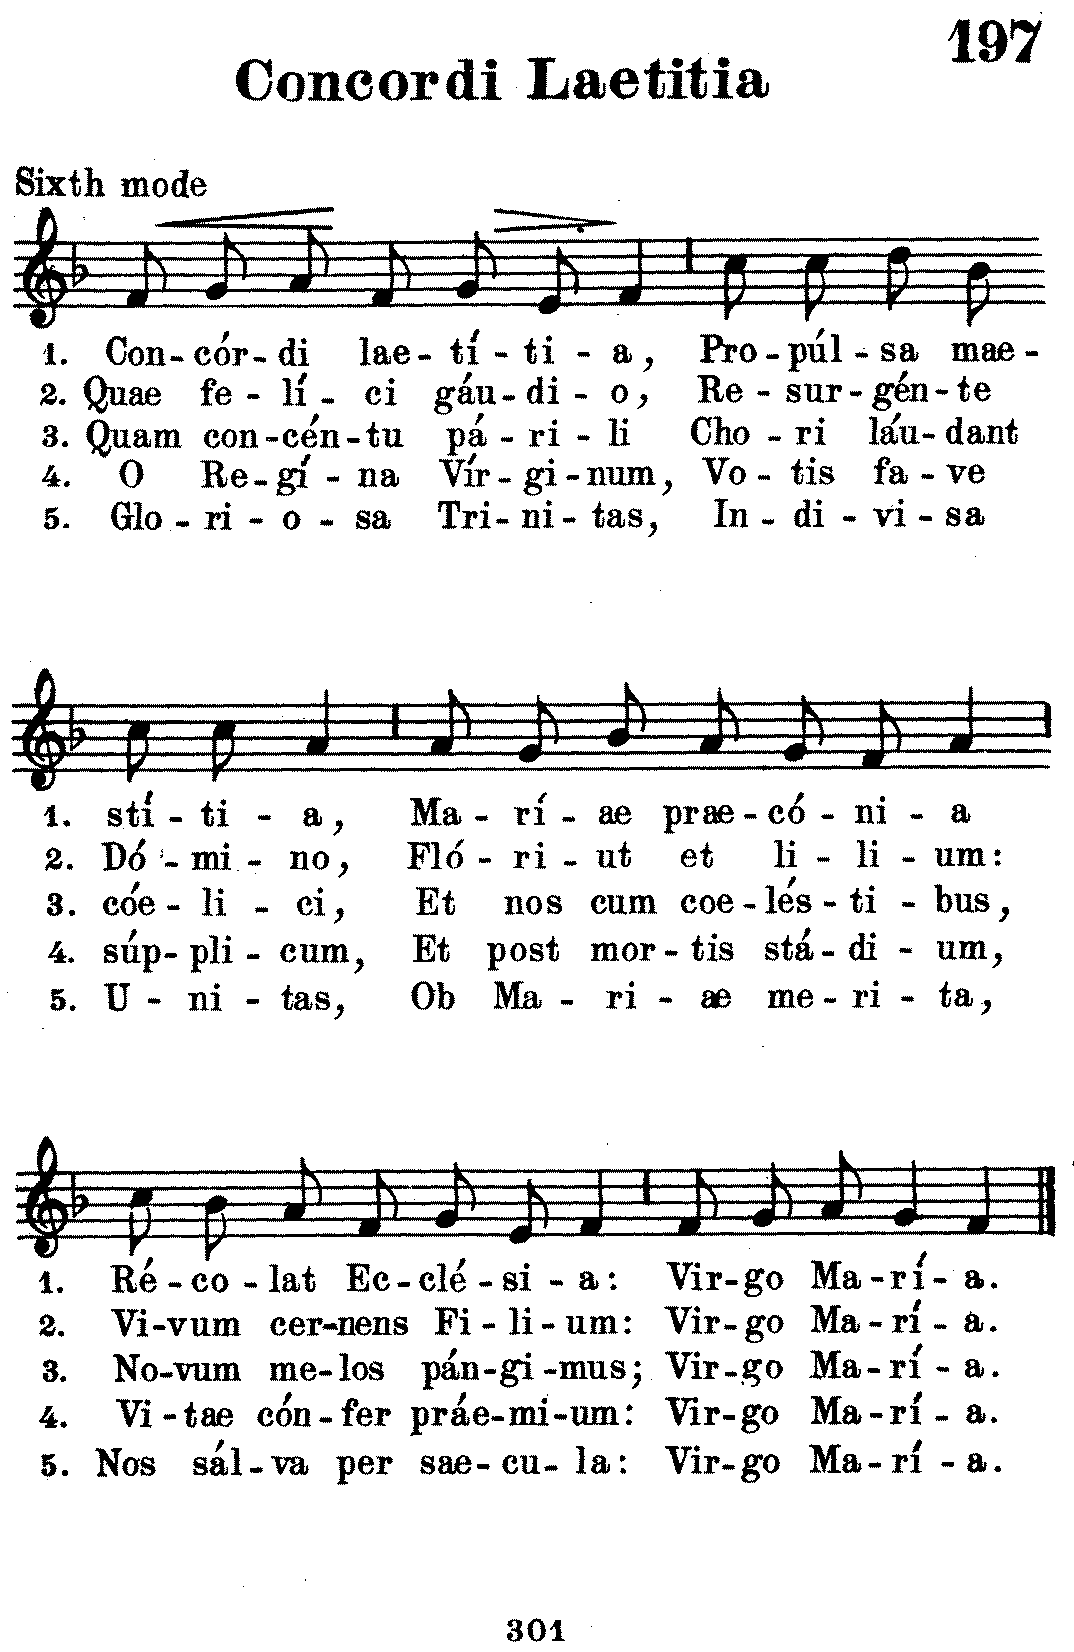 197
Concordi Laetitia
Sixth mode
1. Con-cór-di lae-tí-ti-a, Pro-púl-sa mae-
2. Quae fe-lí-ci gáu-di-o, Re-sur-gén-te
3. Quam con-cén-tu pá-ri-li Cho-ri láu-dant
4. O Re-gí-na Vír-gi-num, Vo-tis fa-ve
5. Glo-ri-o-sa Tri-ni-tas, In-di-vi-sa
1. stí-ti-a, Ma-rí-ae prae-có-ni-a
2. Dó-mi-no, Fló-ri-ut et li-li-um:
3. cóe-li-ci, Et nos cum coe-lés-ti-bus,
4. súp-pli-cum, Et post mor-tis stá-di-um,
5. U-ni-tas, Ob Ma-ri-ae me-ri-ta,
1. Ré-co-lat Ec-clé-si-a: Vir-go Ma-rí-a.
2. Vi-vum cer-nens Fi-li-um: Vir-go Ma-rí-a.
3. No-vum me-los pán-gi-mus; Vir-go Ma-rí-a.
4. Vi-tae cón-fer práe-mi-um: Vir-go Ma-rí-a.
5. Nos sál-va per sae-cu-la: Vir-go Ma-rí-a.
301